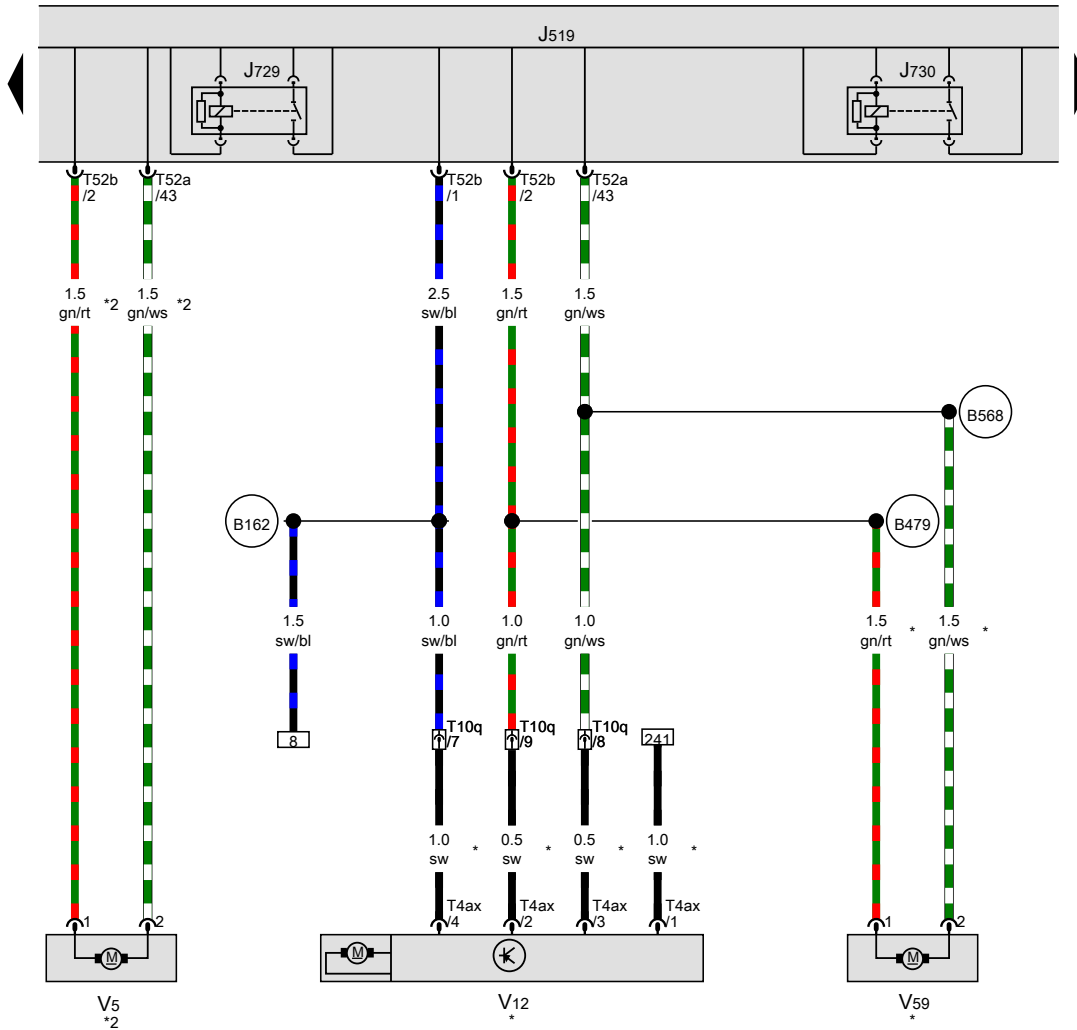 J519
J729
J730
T52b
/2
T52a
/43
T52b
/1
T52b
/2
T52a
/43
1.5
gn/rt
*2
1.5
gn/ws
*2
2.5
sw/bl
1.5
gn/rt
1.5
gn/ws
B568
B162
B479
1.5
sw/bl
1.0
sw/bl
1.0
gn/rt
1.0
gn/ws
1.5
gn/rt
*
1.5
gn/ws
*
8
T10q
/7
T10q
/9
T10q
/8
241
1.0
sw
*
0.5
sw
*
0.5
sw
*
1.0
sw
*
T4ax
/4
T4ax
/2
T4ax
/3
T4ax
/1
1
2
1
2
M
M
M
V5
*2
V12
*
V59
*